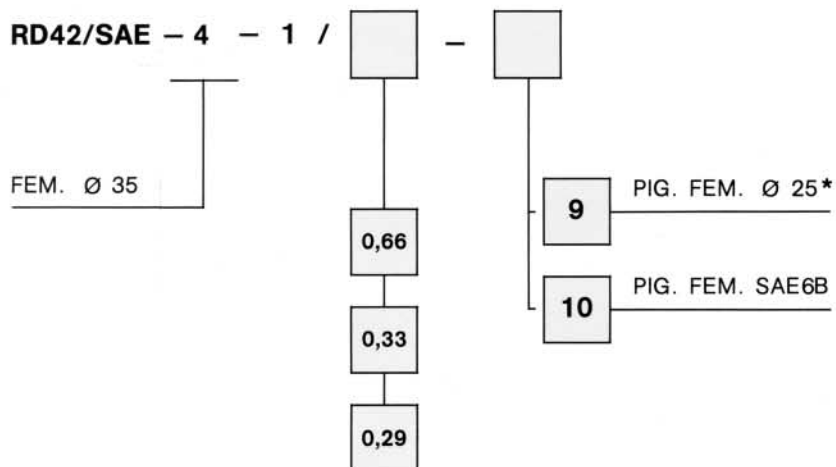 RD42/SAE – 4 – 1 / –
FEM. Ø 35
PIG. FEM. Ø 25*
9
0,66
PIG. FEM. SAE6B
10
0,33
0,29